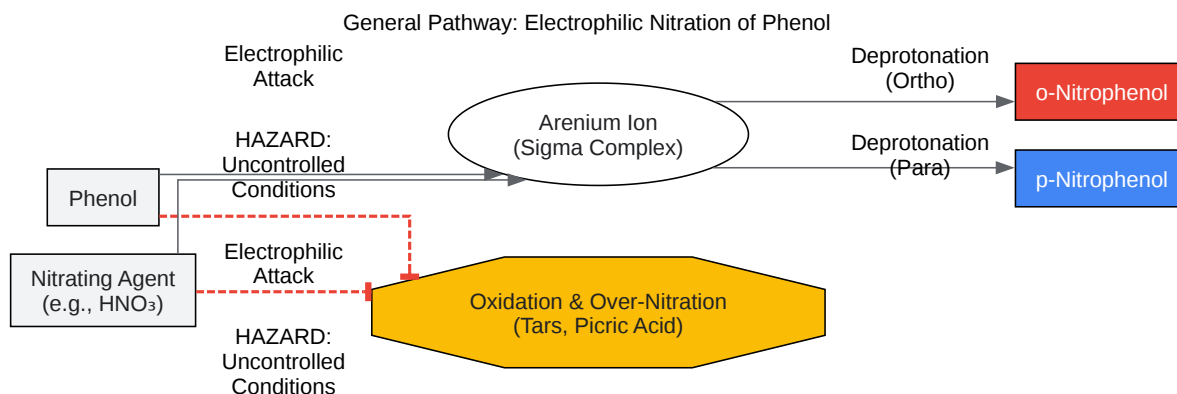 General Pathway: Electrophilic Nitration of Phenol
Electrophilic
Attack
Deprotonation
(Ortho)
o-Nitrophenol
Arenium Ion
(Sigma Complex)
HAZARD:
Uncontrolled
Conditions
Deprotonation
(Para)
p-Nitrophenol
Phenol
Electrophilic
Attack
Nitrating Agent
(e.g., HNO₃)
Oxidation & Over-Nitration
(Tars, Picric Acid)
HAZARD:
Uncontrolled
Conditions